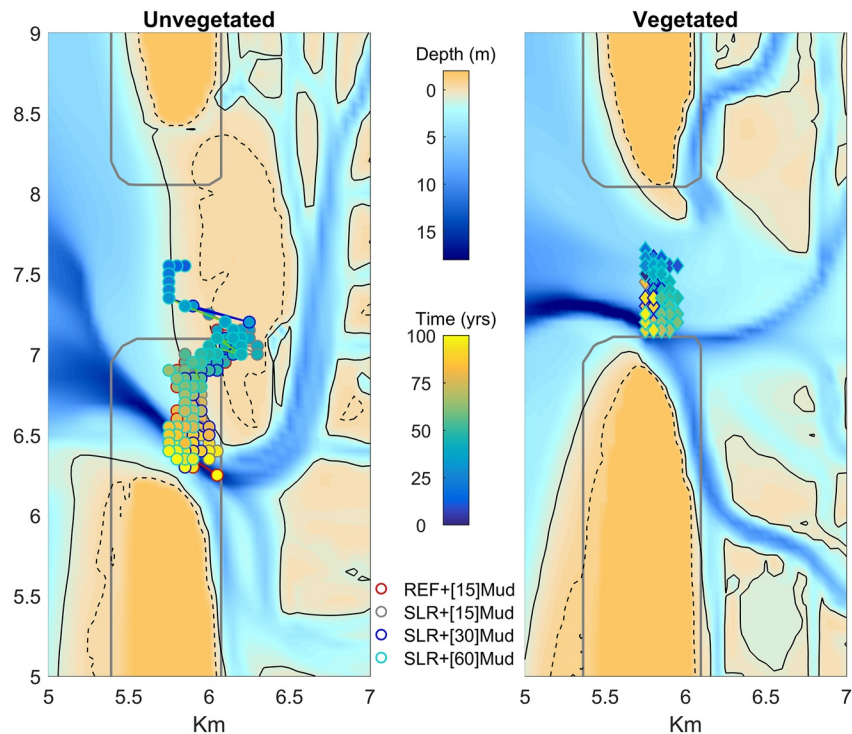 Unvegetated
Vegetated
9
8.5
8
7.5
7
6.5
6
5.5
5
5 5.5 6 6.5 7
Km
Depth (m)
0
5
10
15
Time (yrs)
100
75
50
25
0
REF+[15]Mud
SLR+[15]Mud
SLR+[30]Mud
SLR+[60]Mud
5 5.5 6 6.5 7
Km